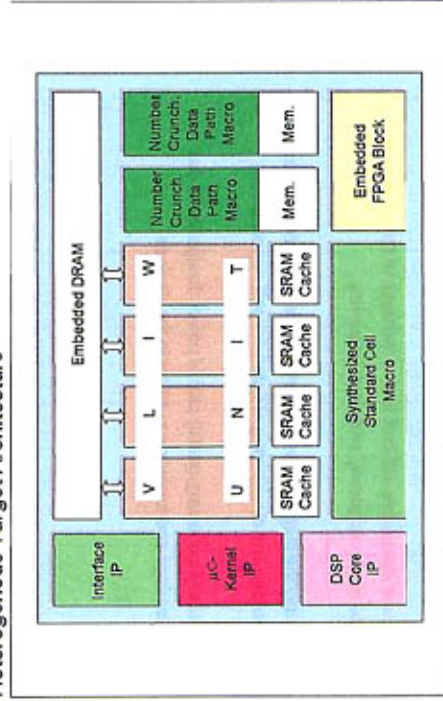 Heterogenous Target Architecture
Embedded DRAM
Interface
IP
µC-
Kernel
IP
DSP
Core
IP
V L I W
U N I T
SRAM
Cache
SRAM
Cache
SRAM
Cache
SRAM
Cache
Number
Crunch.
Data
Path
Macro
Mem.
Number
Crunch.
Data
Path
Macro
Mem.
Synthesized
Standard Cell
Macro
Embedded
FPGA Block